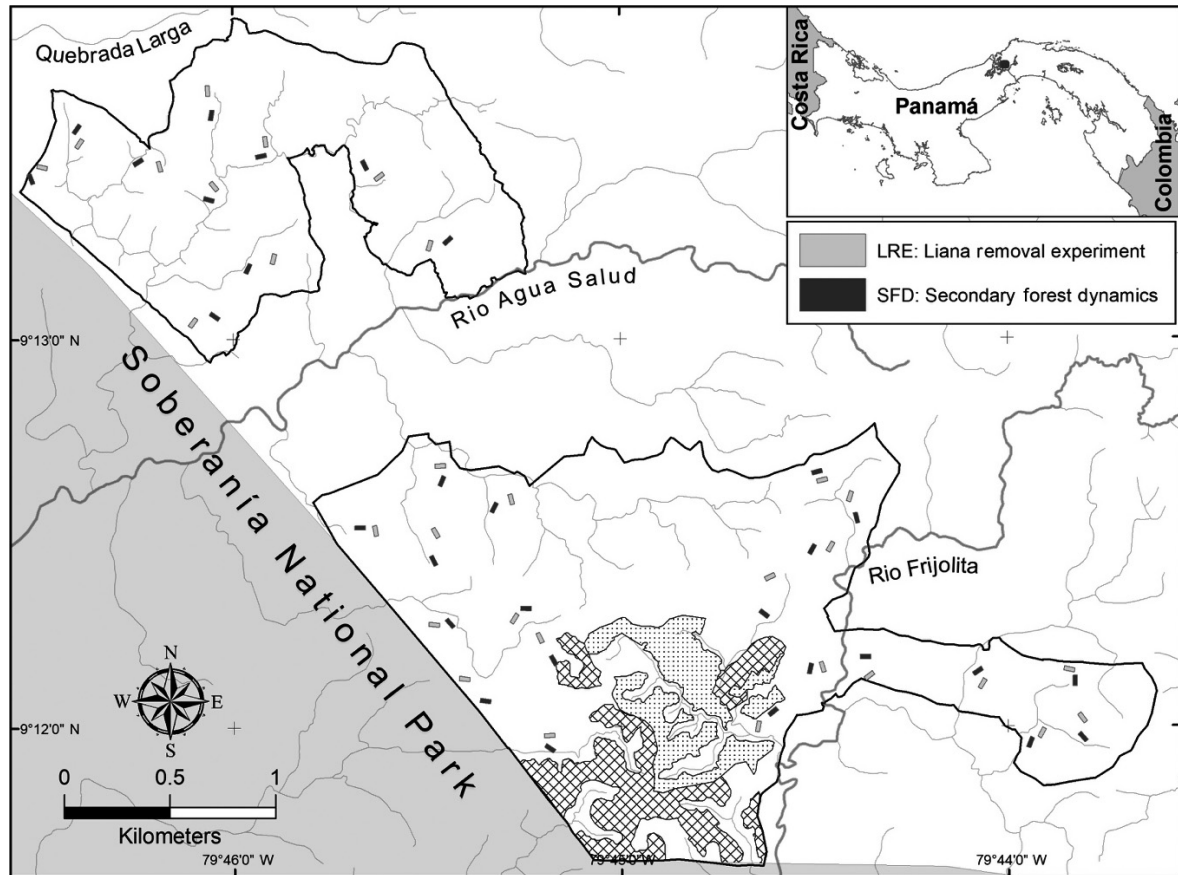 Quebrada Larga
Costa Rica
Panamá
Colombia
LRE: Liana removal experiment
SFD: Secondary forest dynamics
Rio Agua Salud
9°13'0" N
Soberanía National Park
Rio Frijolita
N
W E
S
9°12'0" N
0 0.5 1
Kilometers
79°46'0" W 79°45'0" W 79°44'0" W